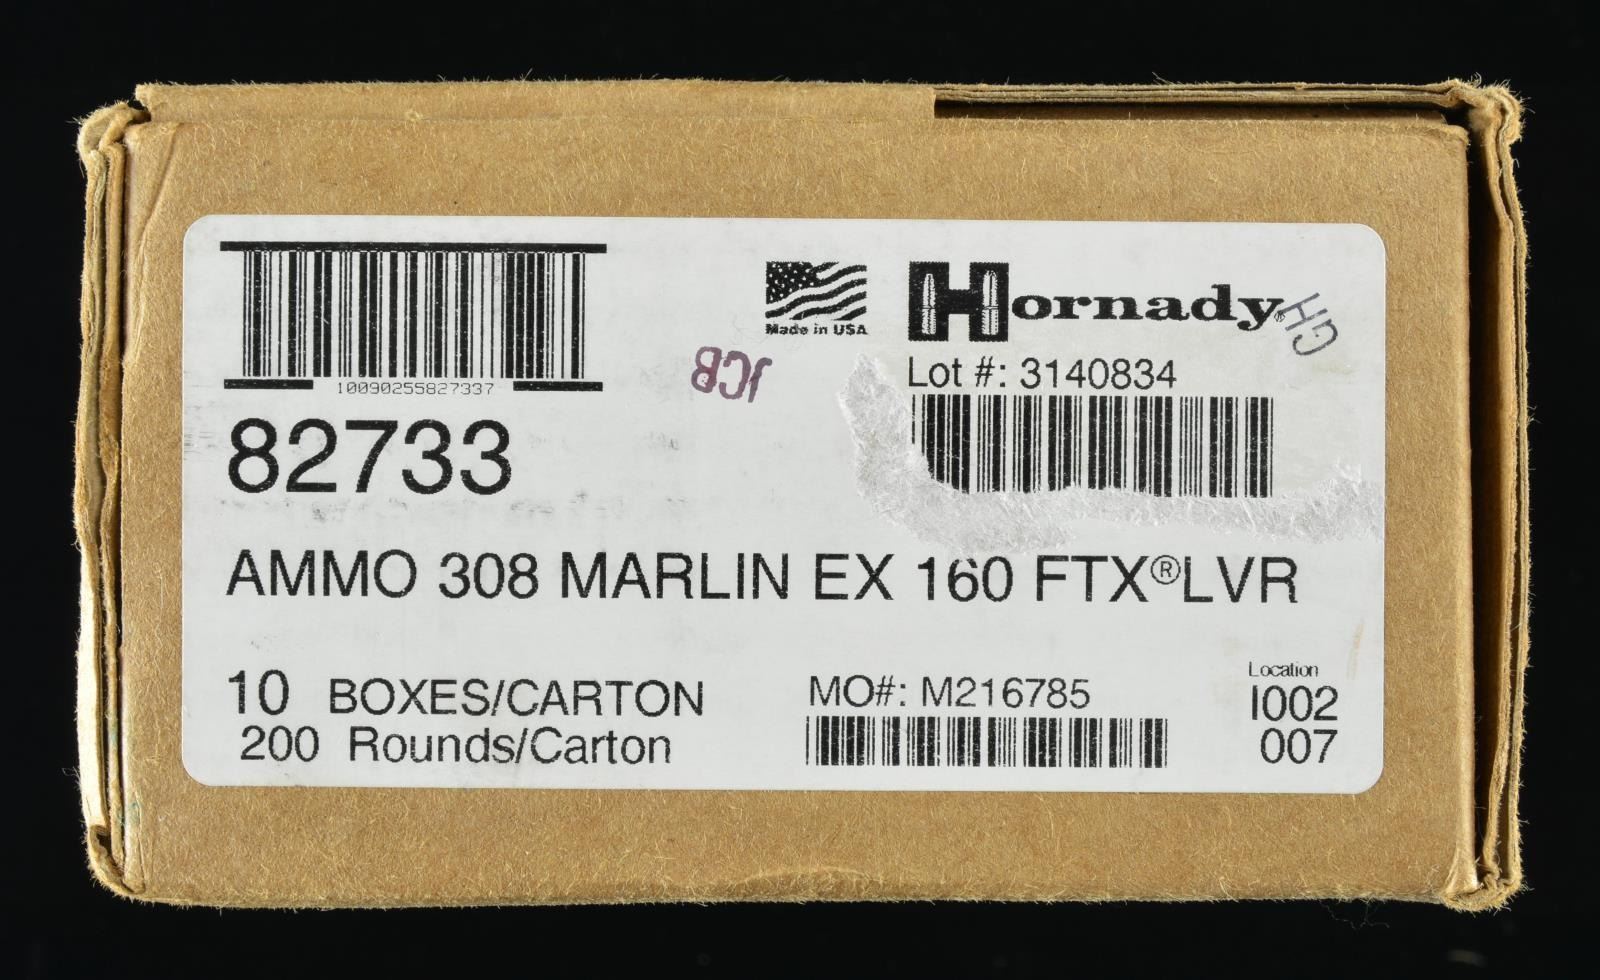 10090255827337
82733
Made in USA
Hornady®
GH
JCB
Lot #: 3140834
AMMO 308 MARLIN EX 160 FTX®LVR
10 BOXES/CARTON
200 Rounds/Carton
MO#: M216785
Location
I002
007